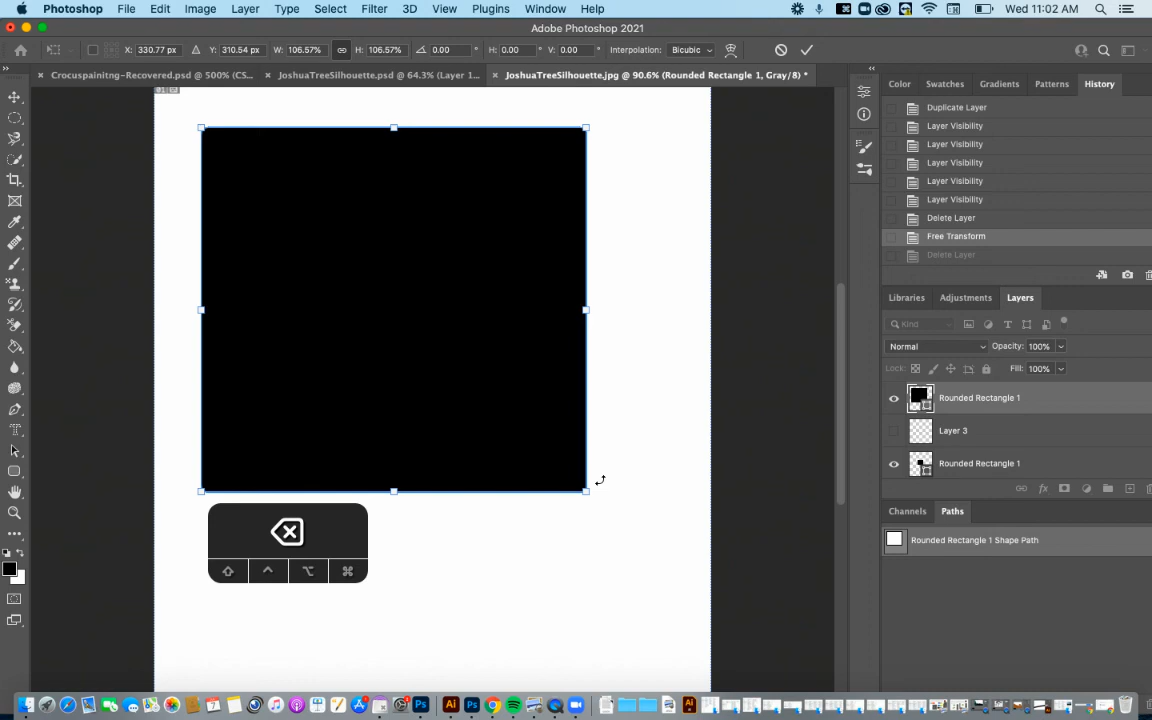 Photoshop File Edit Image Layer Type Select Filter 3D View Plugins Window Help Wed 11:02 AM
Adobe Photoshop 2021
X: 330.77 px Y: 310.54 px W: 106.57% H: 106.57% 0.00 ° H: 0.00 ° V: 0.00 ° Interpolation: Bicubic
Crocuspainitng-Recovered.psd @ 500% (CS... JoshuaTreeSilhouette.psd @ 64.3% (Layer 1... JoshuaTreeSilhouette.jpg @ 90.6% (Rounded Rectangle 1, Gray/8) *
Color Swatches Gradients Patterns History
Duplicate Layer
Layer Visibility
Layer Visibility
Layer Visibility
Layer Visibility
Layer Visibility
Delete Layer
Free Transform
Delete Layer
Libraries Adjustments Layers
Kind
Normal Opacity: 100%
Lock: Fill: 100%
Rounded Rectangle 1
Layer 3
Rounded Rectangle 1
Channels Paths
Rounded Rectangle 1 Shape Path